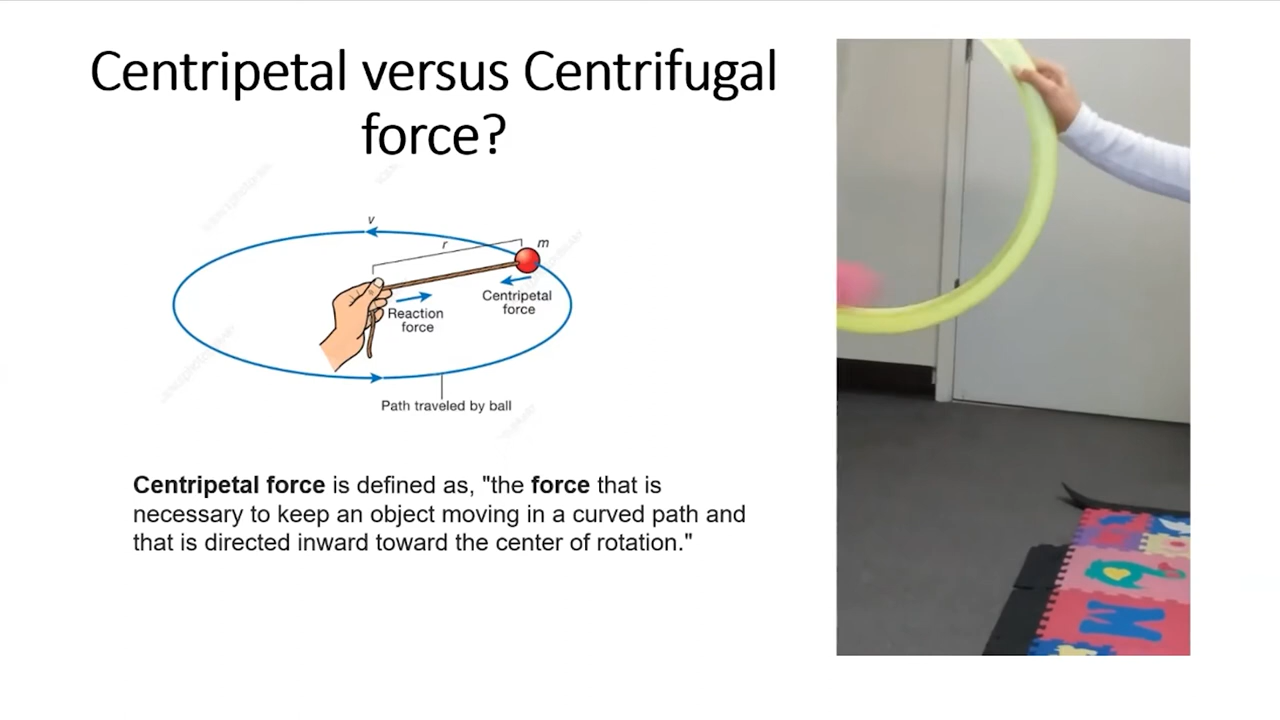 Centripetal versus Centrifugal
force?
v
r
m
Reaction
force
Centripetal
force
Path traveled by ball
Centripetal force is defined as, "the force that is
necessary to keep an object moving in a curved path and
that is directed inward toward the center of rotation."
M